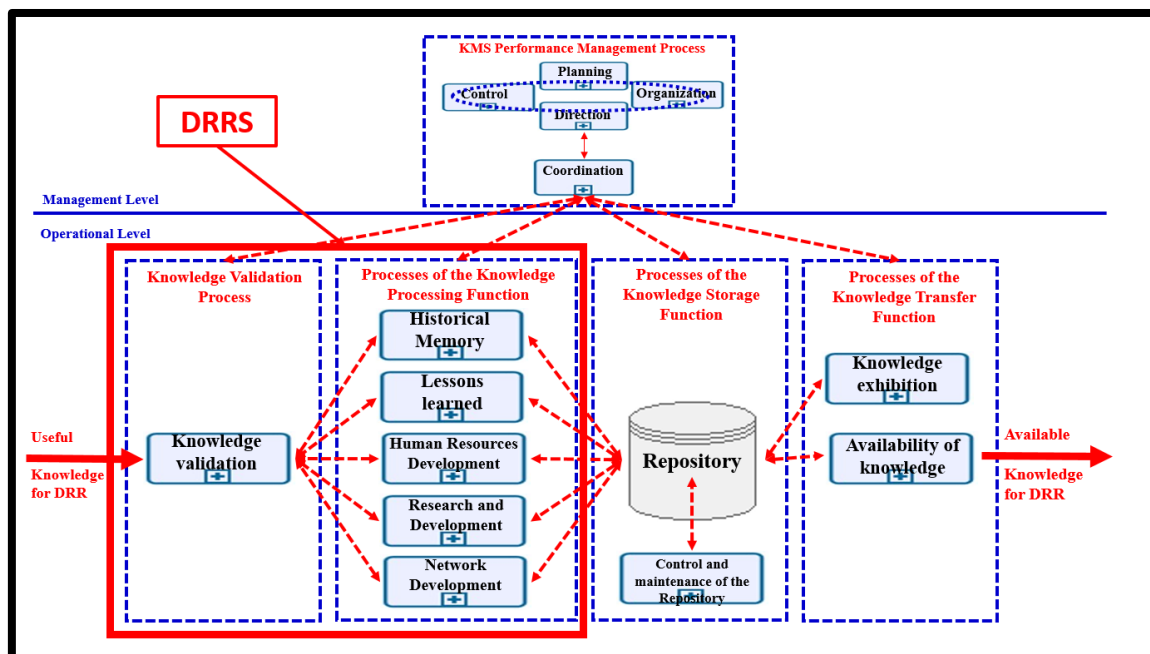 KMS Performance Management Process
Planning
Control
Organization
Direction
Coordination
DRRS
Management Level
Operational Level
Knowledge Validation
Process
Processes of the Knowledge
Processing Function
Processes of the
Knowledge Storage
Function
Processes of the
Knowledge Transfer
Function
Historical
Memory
Lessons
learned
Human Resources
Development
Research and
Development
Network
Development
Useful
Knowledge
for DRR
Knowledge
validation
Repository
Control and
maintenance of the
Repository
Knowledge
exhibition
Availability of
knowledge
Available
Knowledge
for DRR